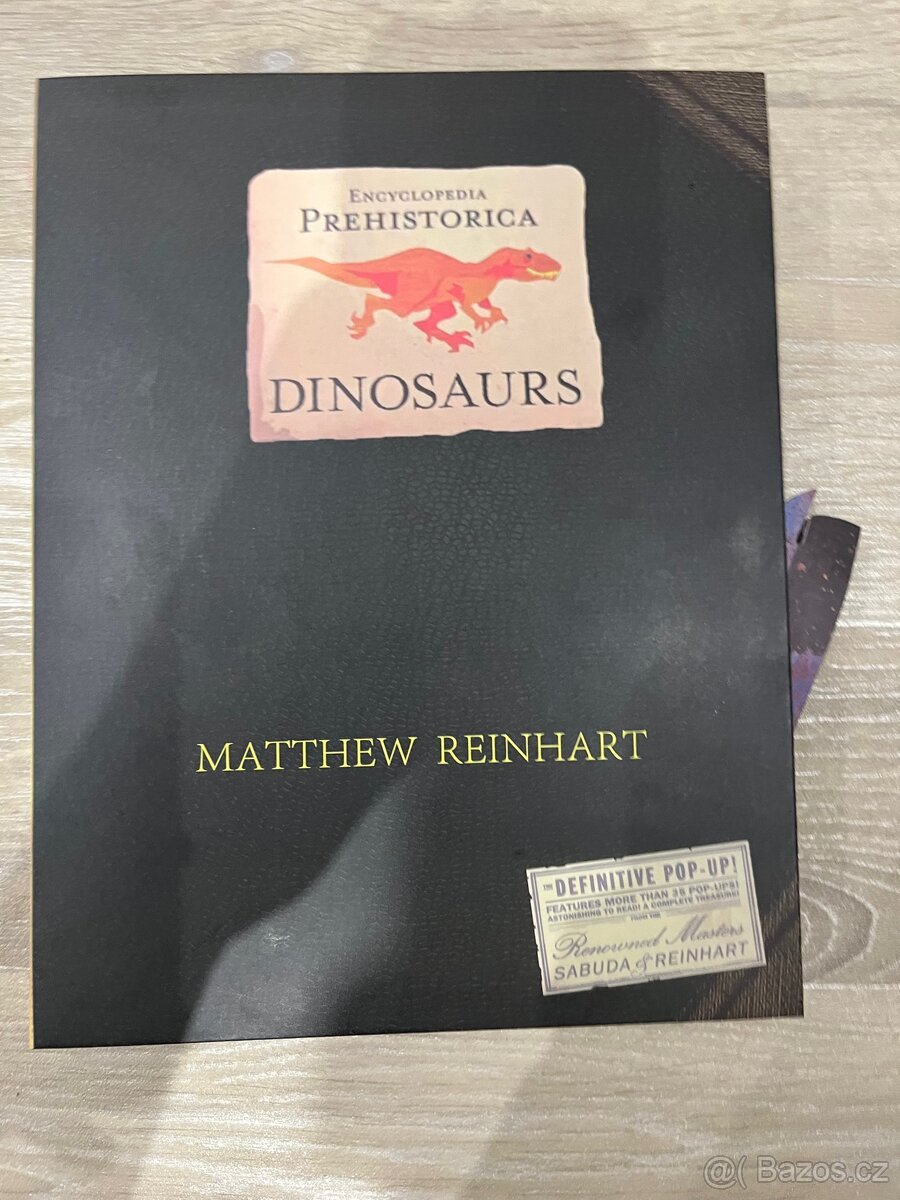 ENCYCLOPEDIA
PREHISTORICA
DINOSAURS
MATTHEW REINHART
THE DEFINITIVE POP-UP!
FEATURES MORE THAN 35 POP-UPS!
ASTONISHING TO READ! A COMPLETE TREASURE!
FROM THE
Renowned Masters
SABUDA & REINHART
@( Bazos.cz